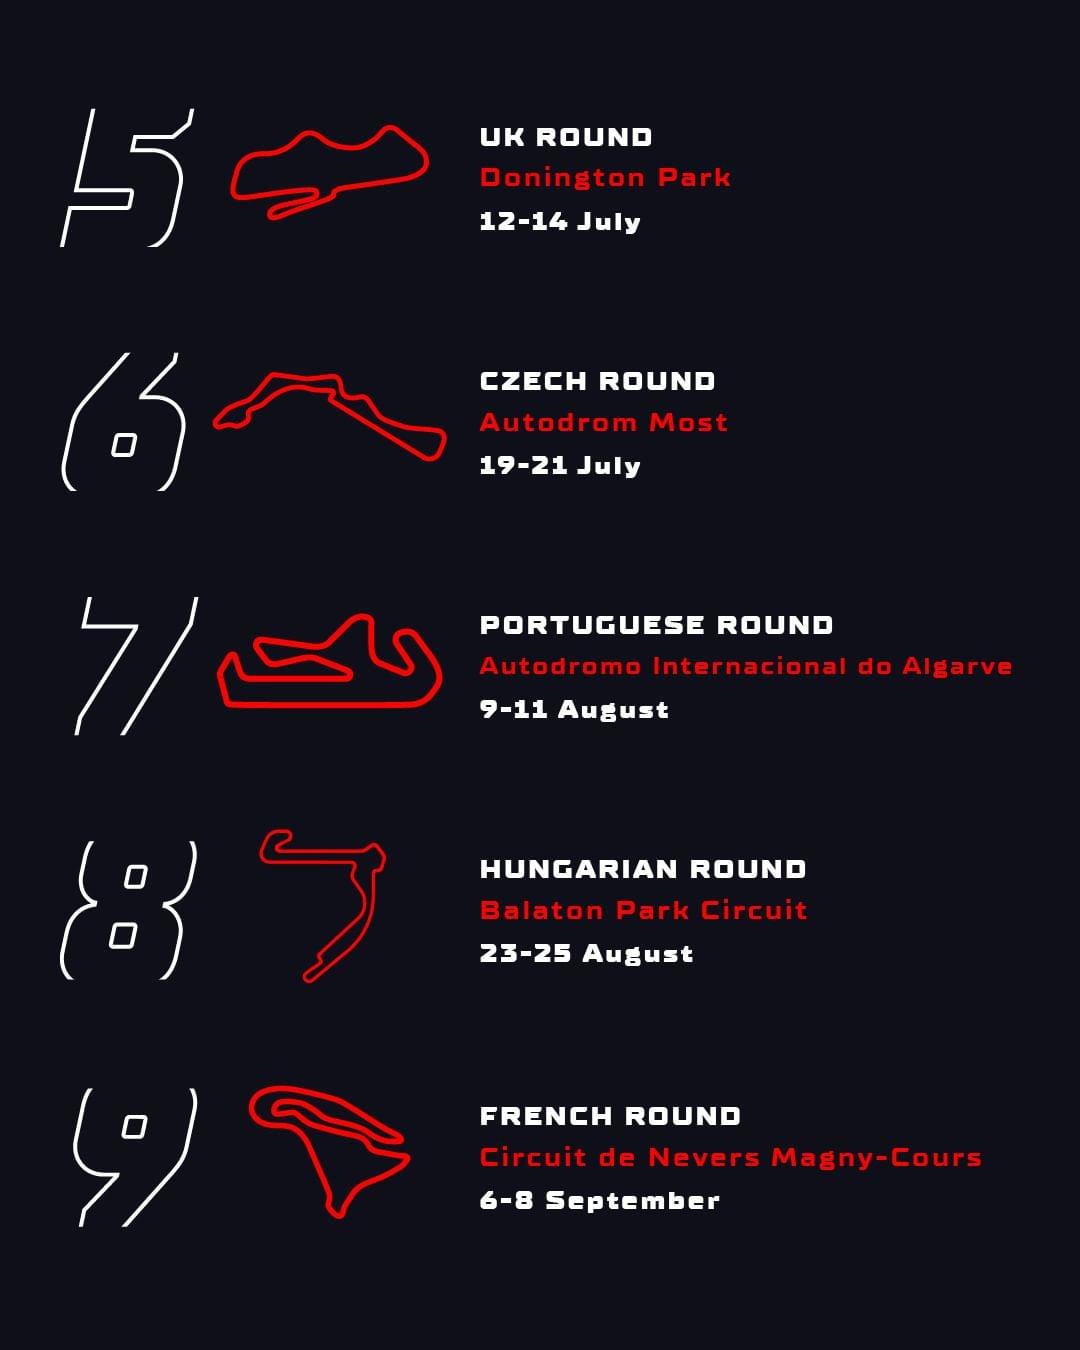 5
UK ROUND
Donington Park
12-14 July
6
CZECH ROUND
Autodrom Most
19-21 July
7
PORTUGUESE ROUND
Autodromo Internacional do Algarve
9-11 August
8
HUNGARIAN ROUND
Balaton Park Circuit
23-25 August
9
FRENCH ROUND
Circuit de Nevers Magny-Cours
6-8 September